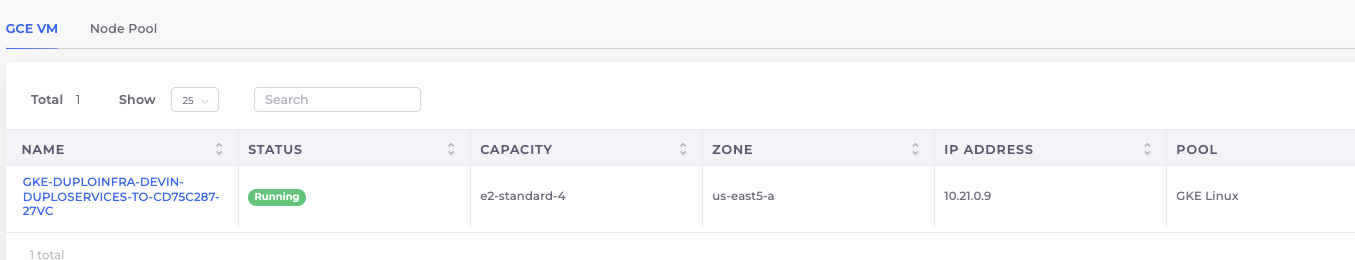 GCE VM Node Pool
Total 1 Show 25 Search
NAME STATUS CAPACITY ZONE IP ADDRESS POOL
GKE-DUPLOINFRA-DEVIN-
DUPLOSERVICES-TO-CD75C287-
27VC
Running e2-standard-4 us-east5-a 10.21.0.9 GKE Linux
1 total